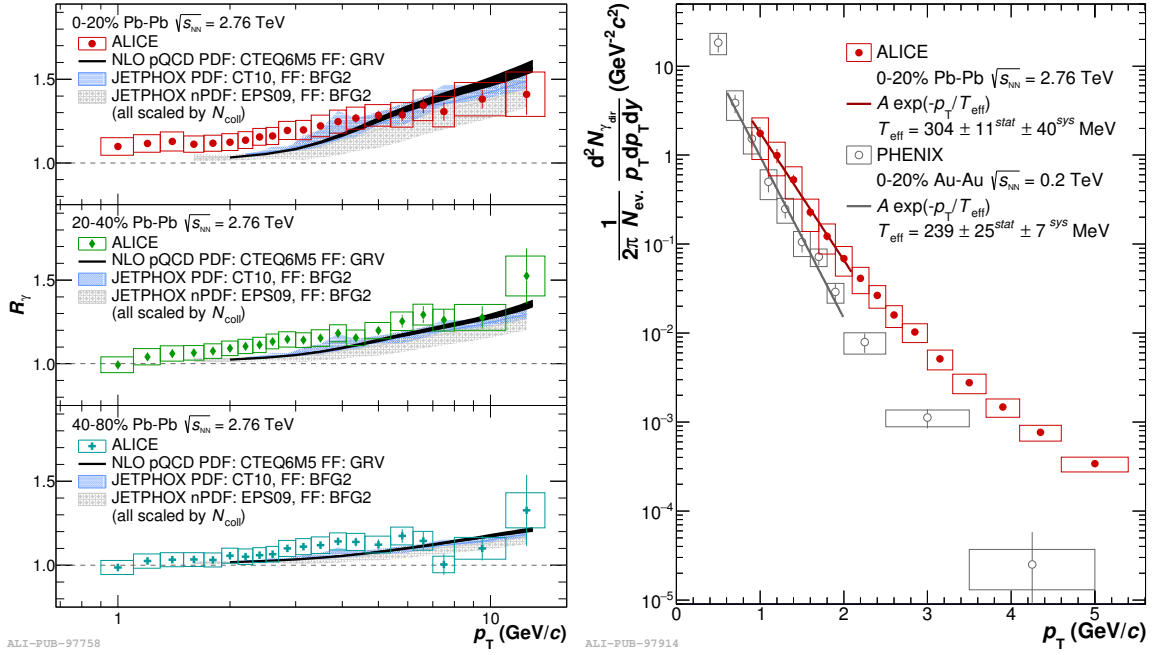 0-20% Pb-Pb √s_NN = 2.76 TeV
ALICE
NLO pQCD PDF: CTEQ6M5 FF: GRV
JETPHOX PDF: CT10, FF: BFG2
JETPHOX nPDF: EPS09, FF: BFG2
(all scaled by N_coll)
1.5
1.0
20-40% Pb-Pb √s_NN = 2.76 TeV
ALICE
NLO pQCD PDF: CTEQ6M5 FF: GRV
JETPHOX PDF: CT10, FF: BFG2
JETPHOX nPDF: EPS09, FF: BFG2
(all scaled by N_coll)
1.5
1.0
R_γ
40-80% Pb-Pb √s_NN = 2.76 TeV
ALICE
NLO pQCD PDF: CTEQ6M5 FF: GRV
JETPHOX PDF: CT10, FF: BFG2
JETPHOX nPDF: EPS09, FF: BFG2
(all scaled by N_coll)
1.5
1.0
1 10
p_T (GeV/c)
ALI-PUB-97758
1/(2π N_ev.) d²N_γdir/(p_T dp_T dy) (GeV⁻²c²)
10
1
10⁻¹
10⁻²
10⁻³
10⁻⁴
10⁻⁵
ALICE
0-20% Pb-Pb √s_NN = 2.76 TeV
A exp(-p_T/T_eff)
T_eff = 304 ± 11^stat ± 40^sys MeV
PHENIX
0-20% Au-Au √s_NN = 0.2 TeV
A exp(-p_T/T_eff)
T_eff = 239 ± 25^stat ± 7^sys MeV
0 1 2 3 4 5
p_T (GeV/c)
ALI-PUB-97914